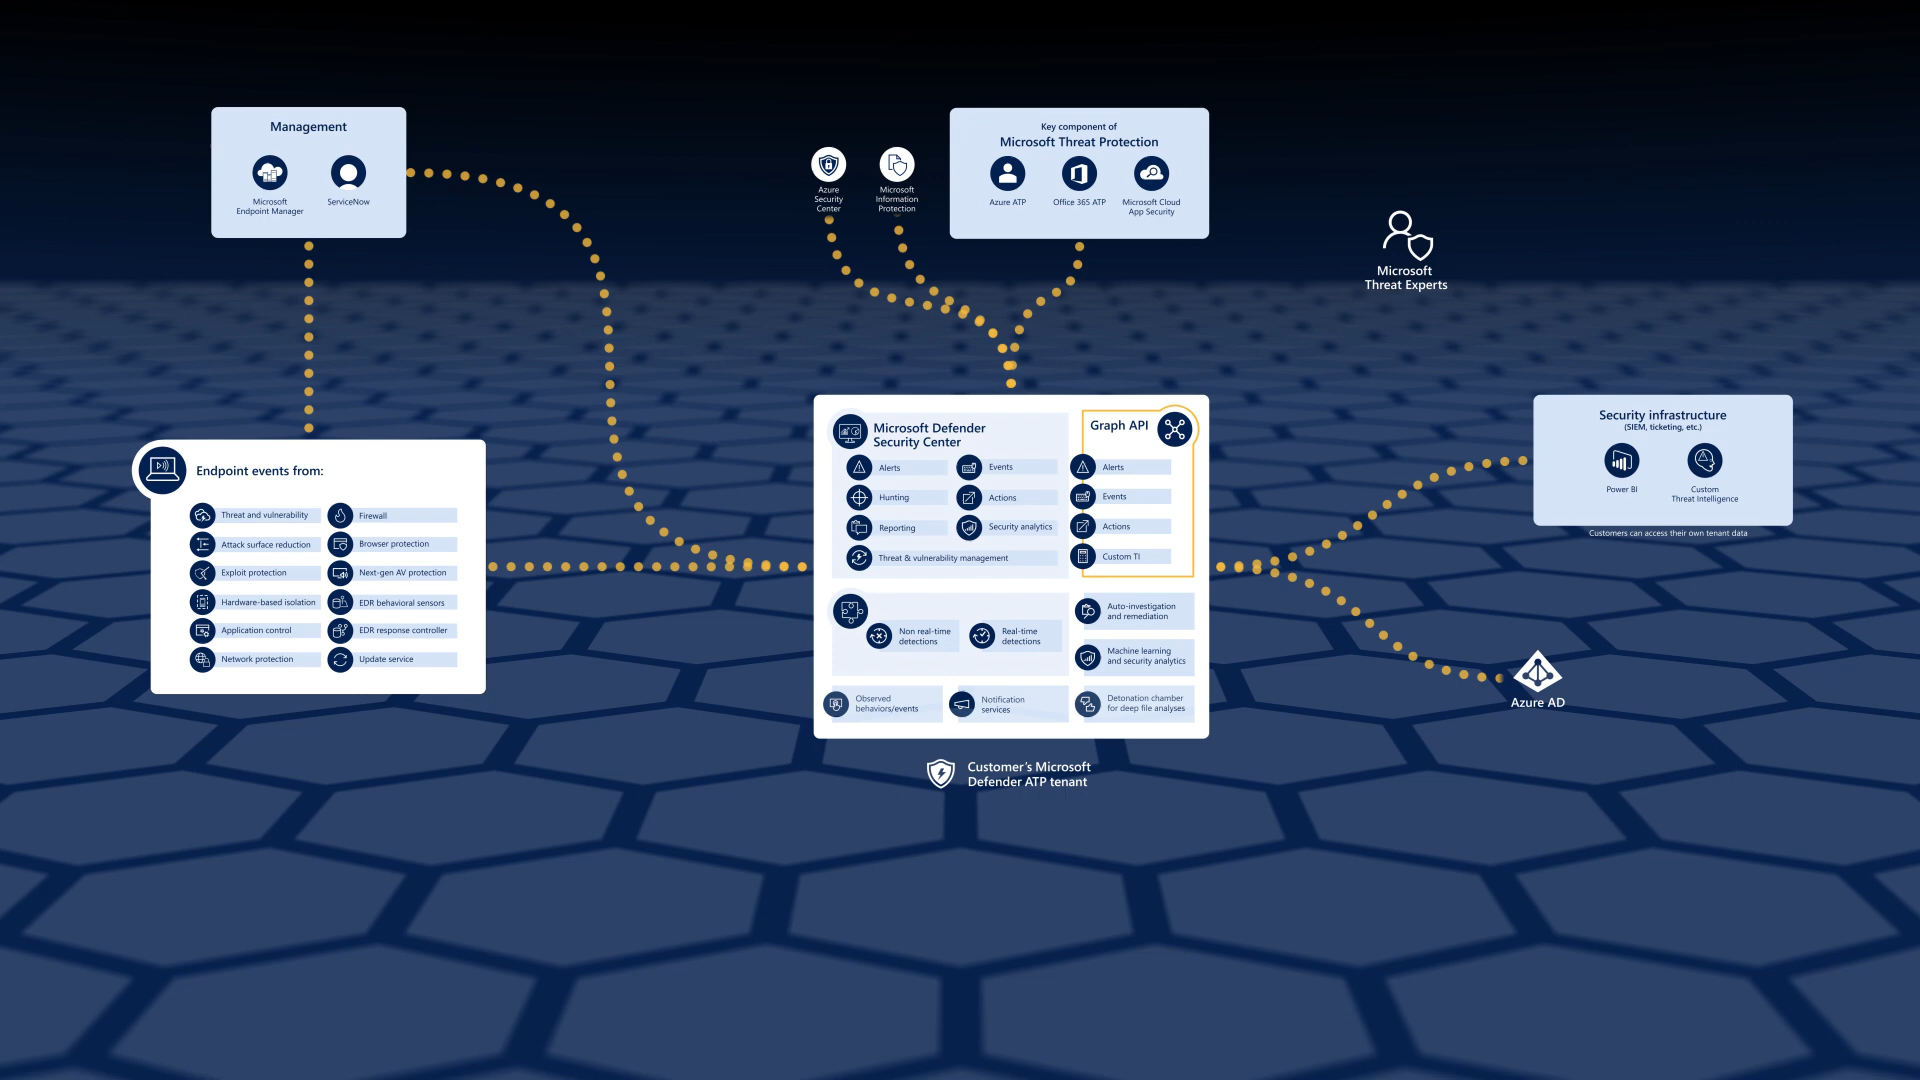 Management
Microsoft
Endpoint Manager
ServiceNow
Azure
Security
Center
Microsoft
Information
Protection
Key component of
Microsoft Threat Protection
Azure ATP
Office 365 ATP
Microsoft Cloud
App Security
Microsoft
Threat Experts
Endpoint events from:
Threat and vulnerability
Firewall
Attack surface reduction
Browser protection
Exploit protection
Next-gen AV protection
Hardware-based isolation
EDR behavioral sensors
Application control
EDR response controller
Network protection
Update service
Microsoft Defender
Security Center
Alerts
Events
Hunting
Actions
Reporting
Security analytics
Threat & vulnerability management
Graph API
Alerts
Events
Actions
Custom TI
Non real-time
detections
Real-time
detections
Auto-investigation
and remediation
Machine learning
and security analytics
Observed
behaviors/events
Notification
services
Detonation chamber
for deep file analyses
Customer's Microsoft
Defender ATP tenant
Security infrastructure
(SIEM, ticketing, etc.)
Power BI
Custom
Threat Intelligence
Customers can access their own tenant data
Azure AD